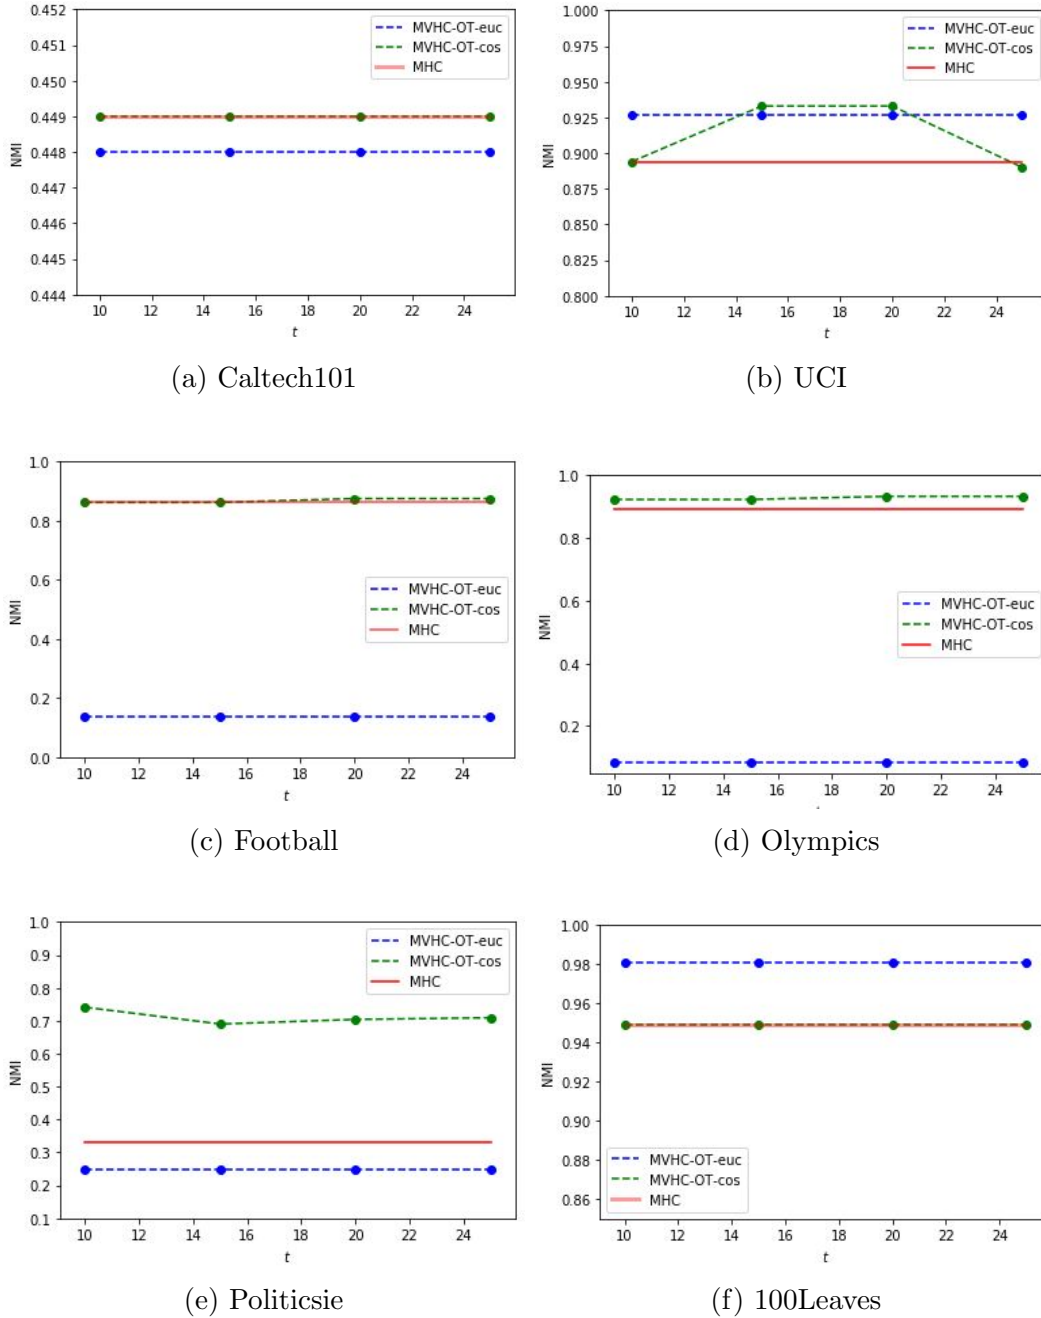 0.452
0.451
0.450
0.449
0.448
0.447
0.446
0.445
0.444
NMI
MVHC-OT-euc
MVHC-OT-cos
MHC
10 12 14 16 18 20 22 24
t
(a) Caltech101
1.000
0.975
0.950
0.925
0.900
0.875
0.850
0.825
0.800
NMI
MVHC-OT-euc
MVHC-OT-cos
MHC
10 12 14 16 18 20 22 24
t
(b) UCI
1.0
0.8
0.6
0.4
0.2
0.0
NMI
MVHC-OT-euc
MVHC-OT-cos
MHC
10 12 14 16 18 20 22 24
t
(c) Football
1.0
0.8
0.6
0.4
0.2
NMI
MVHC-OT-euc
MVHC-OT-cos
MHC
10 12 14 16 18 20 22 24
(d) Olympics
1.0
0.9
0.8
0.7
0.6
0.5
0.4
0.3
0.2
0.1
NMI
MVHC-OT-euc
MVHC-OT-cos
MHC
10 12 14 16 18 20 22 24
t
(e) Politicsie
1.00
0.98
0.96
0.94
0.92
0.90
0.88
0.86
NMI
MVHC-OT-euc
MVHC-OT-cos
MHC
10 12 14 16 18 20 22 24
t
(f) 100Leaves